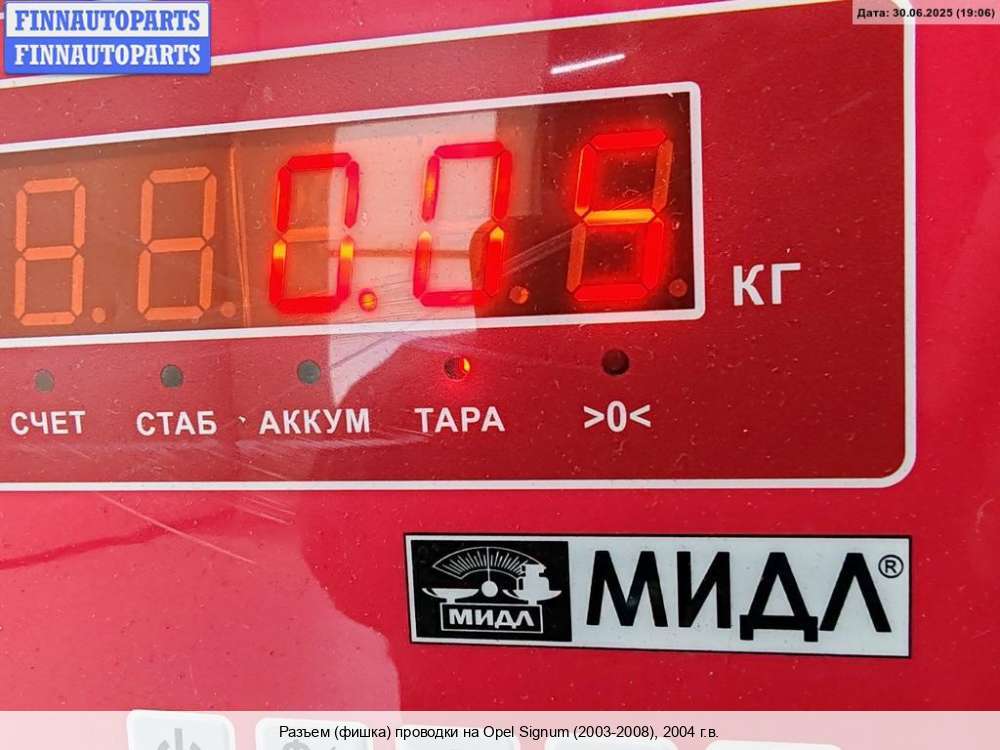 FINNAUTOPARTS
FINNAUTOPARTS
Дата: 30.06.2025 (19:06)
0.05 КГ
СЧЕТ СТАБ АККУМ ТАРА >0<
МИДЛ МИДЛ®
Разъем (фишка) проводки на Opel Signum (2003-2008), 2004 г.в.